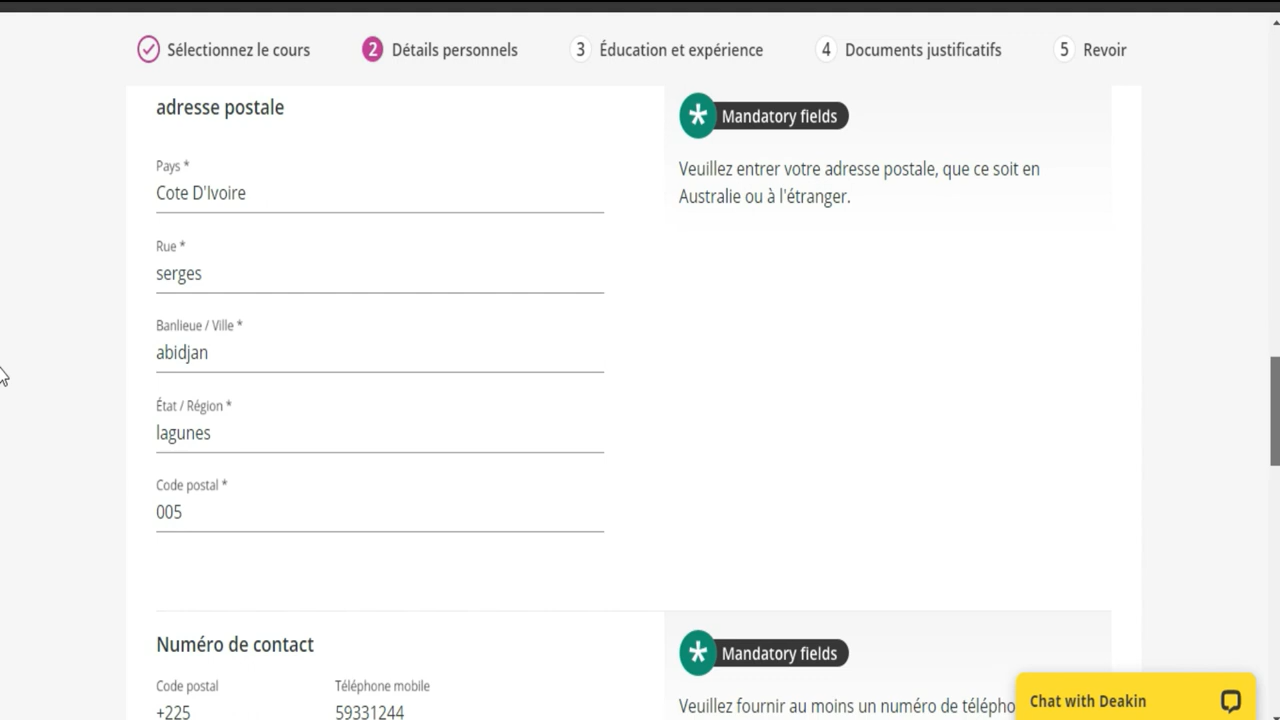 Sélectionnez le cours
2 Détails personnels
3 Éducation et expérience
4 Documents justificatifs
5 Revoir
adresse postale
Pays *
Cote D'Ivoire
Rue *
serges
Banlieue / Ville *
abidjan
État / Région *
lagunes
Code postal *
005
* Mandatory fields
Veuillez entrer votre adresse postale, que ce soit en
Australie ou à l'étranger.
Numéro de contact
Code postal
+225
Téléphone mobile
59331244
* Mandatory fields
Veuillez fournir au moins un numéro de télépho
Chat with Deakin